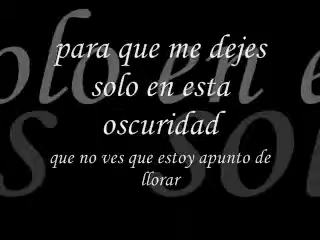 para que me dejes
solo en esta
oscuridad
que no ves que estoy apunto de
llorar